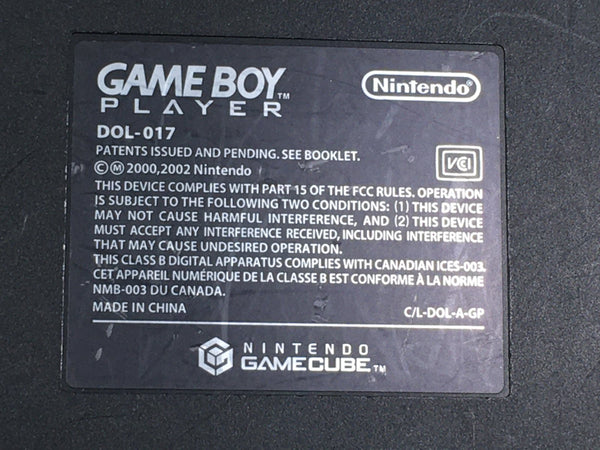 GAME BOY™
PLAYER
Nintendo®
DOL-017
PATENTS ISSUED AND PENDING. SEE BOOKLET.
VCI
©Ⓜ 2000,2002 Nintendo
THIS DEVICE COMPLIES WITH PART 15 OF THE FCC RULES. OPERATION
IS SUBJECT TO THE FOLLOWING TWO CONDITIONS: (1) THIS DEVICE
MAY NOT CAUSE HARMFUL INTERFERENCE, AND (2) THIS DEVICE
MUST ACCEPT ANY INTERFERENCE RECEIVED, INCLUDING INTERFERENCE
THAT MAY CAUSE UNDESIRED OPERATION.
THIS CLASS B DIGITAL APPARATUS COMPLIES WITH CANADIAN ICES-003.
CET APPAREIL NUMÉRIQUE DE LA CLASSE B EST CONFORME À LA NORME
NMB-003 DU CANADA.
MADE IN CHINA
C/L-DOL-A-GP
NINTENDO
GAMECUBE™